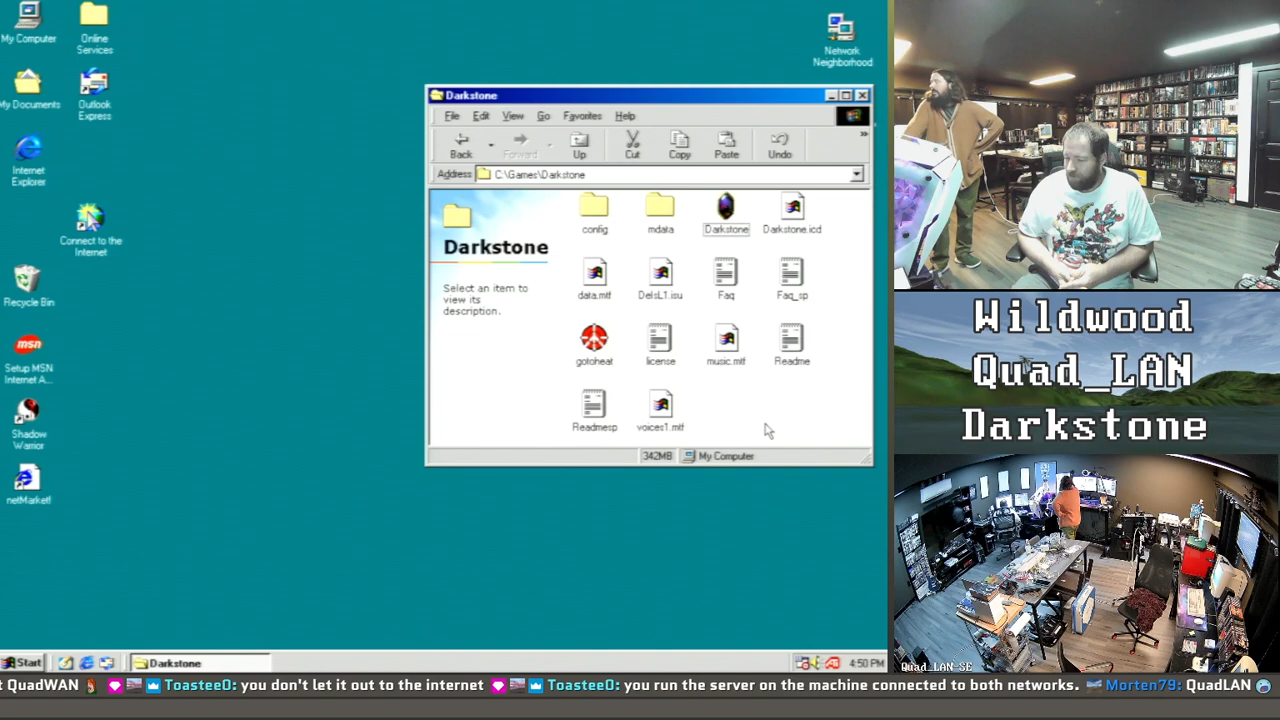 My Computer
Online
Services
Network
Neighborhood
My Documents
Outlook
Express
Internet
Explorer
Connect to the
Internet
Recycle Bin
Setup MSN
Internet A...
Shadow
Warrior
netMarket!
Darkstone
File Edit View Go Favorites Help
Back Forward Up Cut Copy Paste Undo
Address C:\Games\Darkstone
Darkstone
Select an item to
view its
description.
config mdata Darkstone Darkstone.icd
data.mtf DeIsL1.isu Faq Faq_sp
gotoheat license music.mtf Readme
Readmesp voices1.mtf
342MB My Computer
Start Darkstone 4:50 PM
Wildwood
Quad_LAN
Darkstone
Quad_LAN-SE
QuadWAN ToasteeO: you don't let it out to the internet ToasteeO: you run the server on the machine connected to both networks. Morten79: QuadLAN